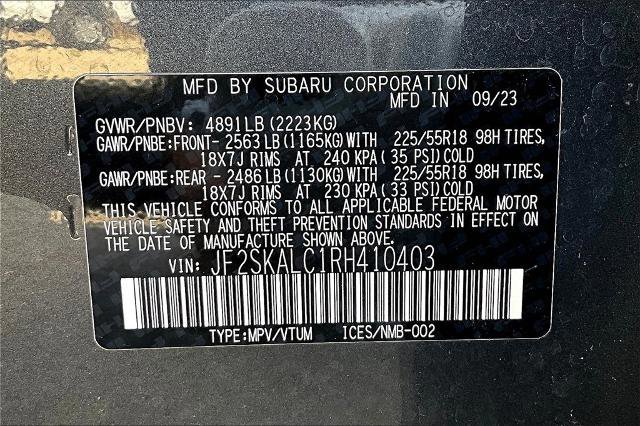 MFD BY SUBARU CORPORATION
MFD IN 09/23
GVWR/PNBV: 4891LB (2223KG)
GAWR/PNBE:FRONT- 2563 LB (1165KG) WITH 225/55R18 98H TIRES,
18X7J RIMS AT 240 KPA (35 PSI) COLD
GAWR/PNBE:REAR - 2486 LB (1130KG) WITH 225/55R18 98H TIRES,
18X7J RIMS AT 230 KPA (33 PSI) COLD
THIS VEHICLE CONFORMS TO ALL APPLICABLE FEDERAL MOTOR
VEHICLE SAFETY AND THEFT PREVENTION STANDARDS IN EFFECT ON
THE DATE OF MANUFACTURE SHOWN ABOVE.
VIN: JF2SKALC1RH410403
TYPE:MPV/VTUM ICES/NMB-002